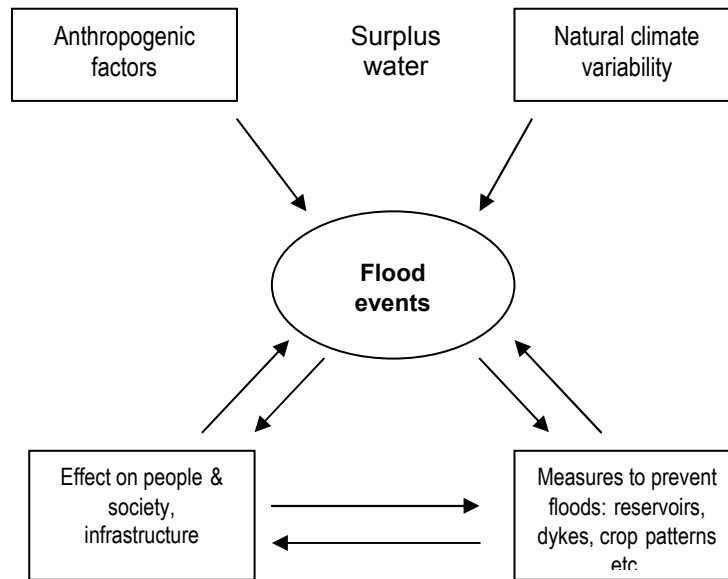 Anthropogenic
factors
Surplus
water
Natural climate
variability
Flood
events
Effect on people &
society,
infrastructure
Measures to prevent
floods: reservoirs,
dykes, crop patterns
etc